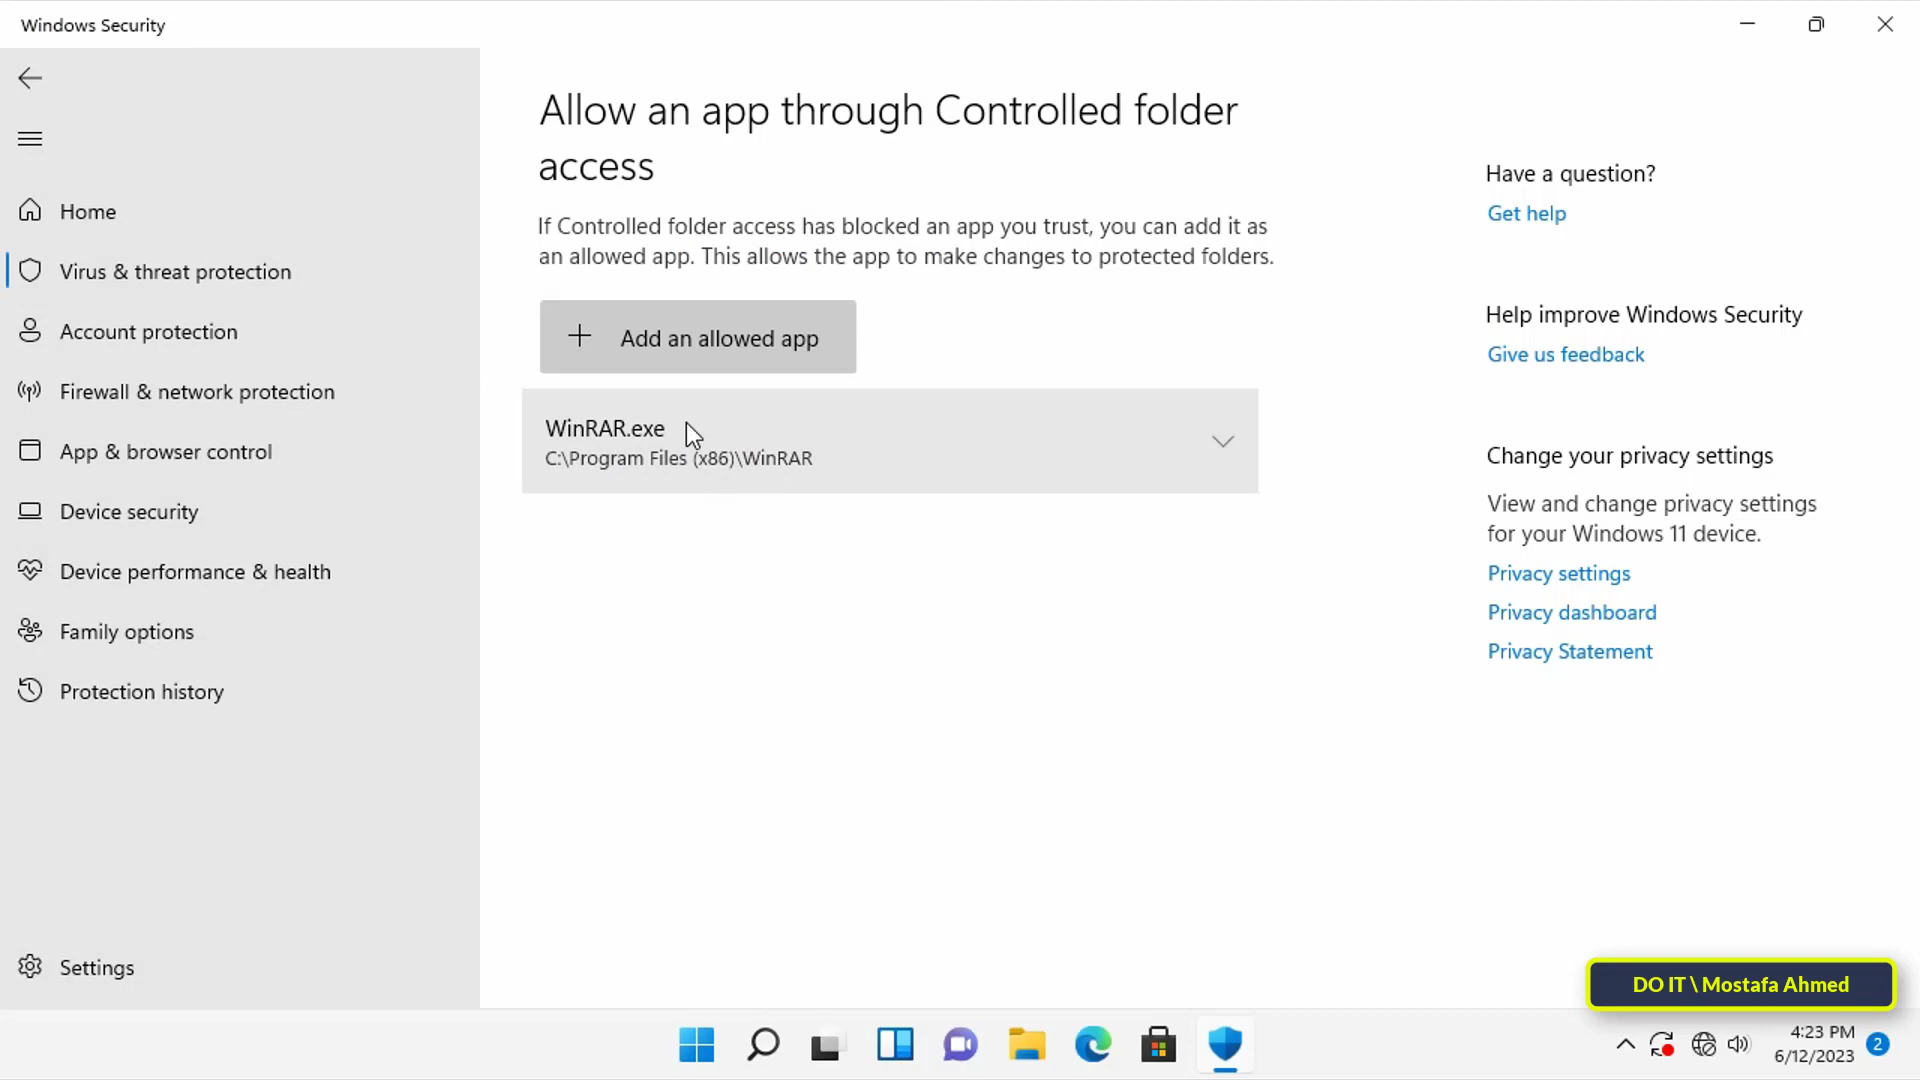 Windows Security
Home
Virus & threat protection
Account protection
Firewall & network protection
App & browser control
Device security
Device performance & health
Family options
Protection history
Settings
Allow an app through Controlled folder
access
If Controlled folder access has blocked an app you trust, you can add it as
an allowed app. This allows the app to make changes to protected folders.
Add an allowed app
WinRAR.exe
C:\Program Files (x86)\WinRAR
Have a question?
Get help
Help improve Windows Security
Give us feedback
Change your privacy settings
View and change privacy settings
for your Windows 11 device.
Privacy settings
Privacy dashboard
Privacy Statement
DO IT \ Mostafa Ahmed
4:23 PM
6/12/2023
2